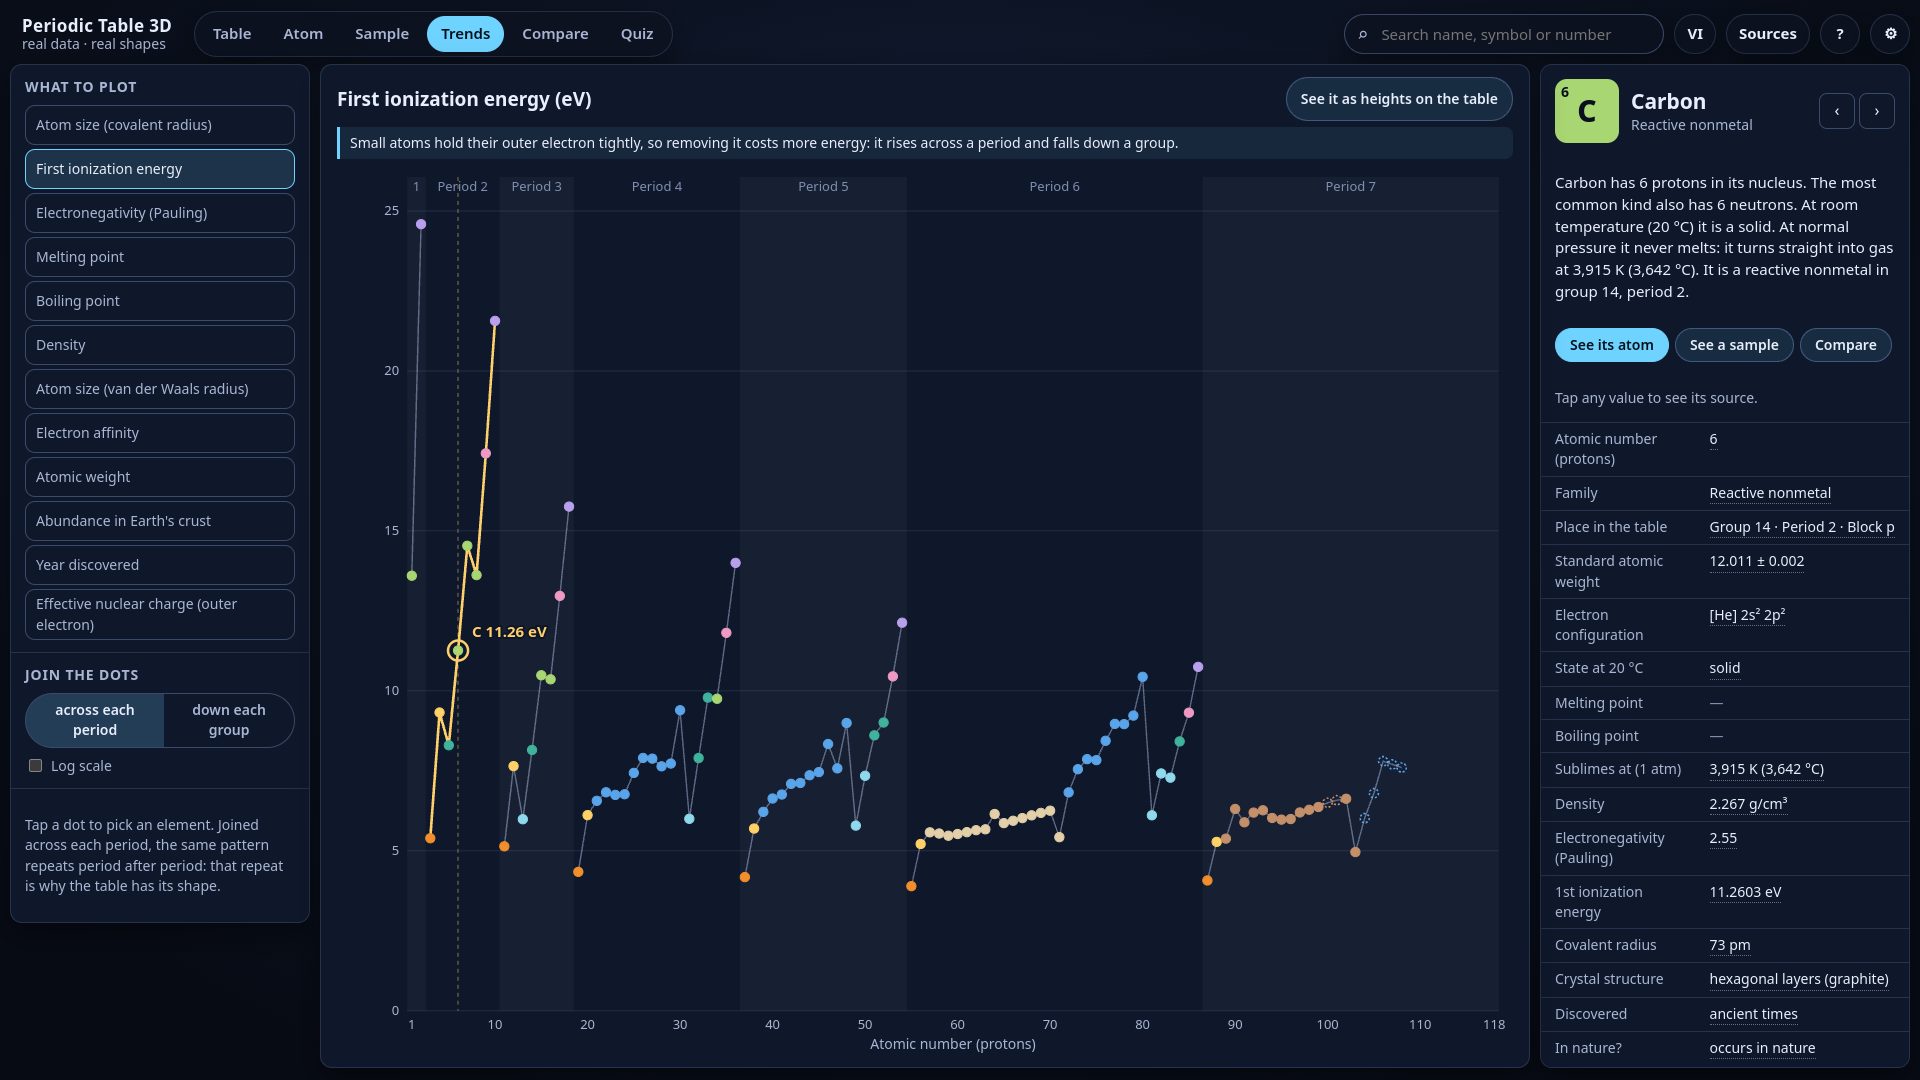 Periodic Table 3D
real data · real shapes
Table
Atom
Sample
Trends
Compare
Quiz
Search name, symbol or number
VI
Sources
?
WHAT TO PLOT
Atom size (covalent radius)
First ionization energy
Electronegativity (Pauling)
Melting point
Boiling point
Density
Atom size (van der Waals radius)
Electron affinity
Atomic weight
Abundance in Earth's crust
Year discovered
Effective nuclear charge (outer
electron)
JOIN THE DOTS
across each
period
down each
group
Log scale
Tap a dot to pick an element. Joined
across each period, the same pattern
repeats period after period: that repeat
is why the table has its shape.
First ionization energy (eV)
See it as heights on the table
Small atoms hold their outer electron tightly, so removing it costs more energy: it rises across a period and falls down a group.
1
Period 2
Period 3
Period 4
Period 5
Period 6
Period 7
25
20
15
10
5
0
C 11.26 eV
1
10
20
30
40
50
60
70
80
90
100
110
118
Atomic number (protons)
6
C
Carbon
Reactive nonmetal
‹
›
Carbon has 6 protons in its nucleus. The most
common kind also has 6 neutrons. At room
temperature (20 °C) it is a solid. At normal
pressure it never melts: it turns straight into gas
at 3,915 K (3,642 °C). It is a reactive nonmetal in
group 14, period 2.
See its atom
See a sample
Compare
Tap any value to see its source.
Atomic number
(protons)
6
Family
Reactive nonmetal
Place in the table
Group 14 · Period 2 · Block p
Standard atomic
weight
12.011 ± 0.002
Electron
configuration
[He] 2s² 2p²
State at 20 °C
solid
Melting point
—
Boiling point
—
Sublimes at (1 atm)
3,915 K (3,642 °C)
Density
2.267 g/cm³
Electronegativity
(Pauling)
2.55
1st ionization
energy
11.2603 eV
Covalent radius
73 pm
Crystal structure
hexagonal layers (graphite)
Discovered
ancient times
In nature?
occurs in nature